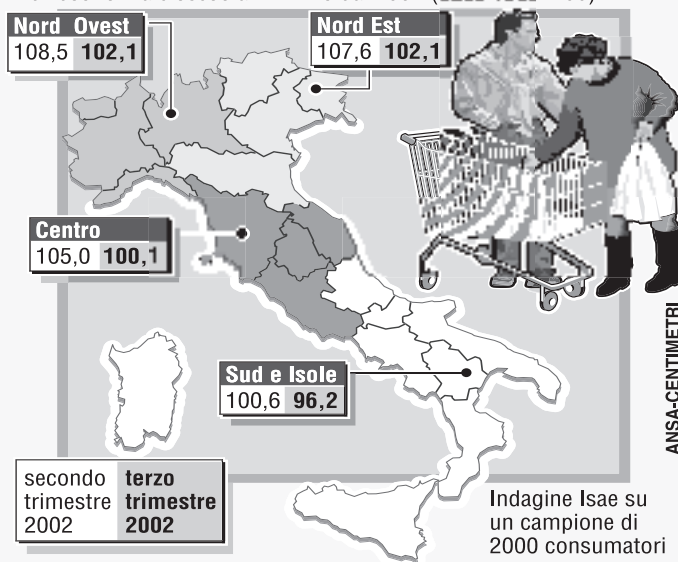 Nord Ovest
108,5 102,1
Nord Est
107,6 102,1
Centro
105,0 100,1
Sud e Isole
100,6 96,2
secondo terzo
trimestre trimestre
2002 2002
Indagine Isae su
un campione di
2000 consumatori
ANSA-CENTIMETRI